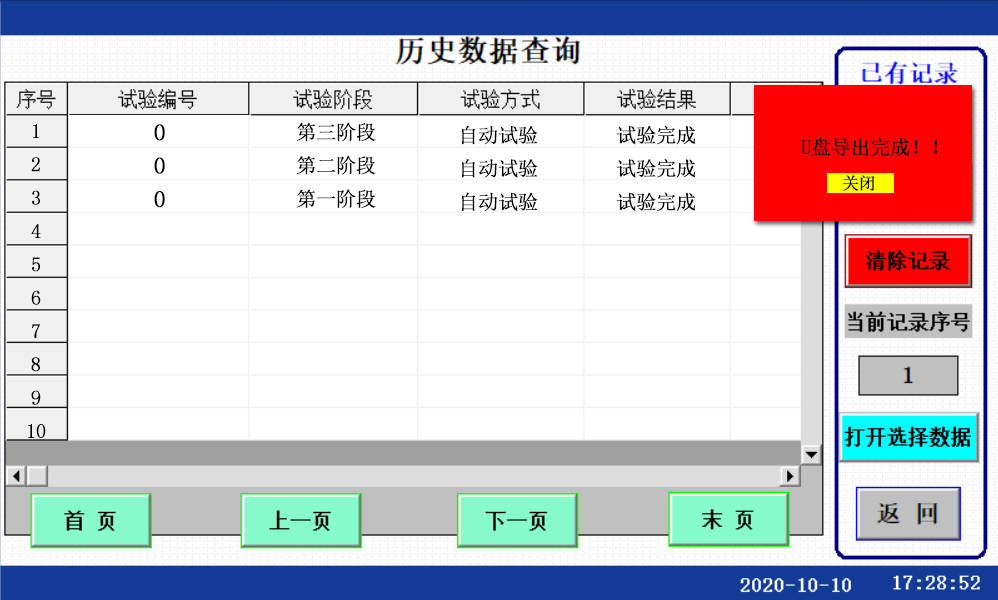 历史数据查询
已有记录
序号 试验编号 试验阶段 试验方式 试验结果
1 0 第三阶段 自动试验 试验完成
2 0 第二阶段 自动试验 试验完成
3 0 第一阶段 自动试验 试验完成
4
5
6
7
8
9
10
U盘导出完成！！
关闭
清除记录
当前记录序号
1
打开选择数据
返 回
首 页 上一页 下一页 末 页
2020-10-10 17:28:52